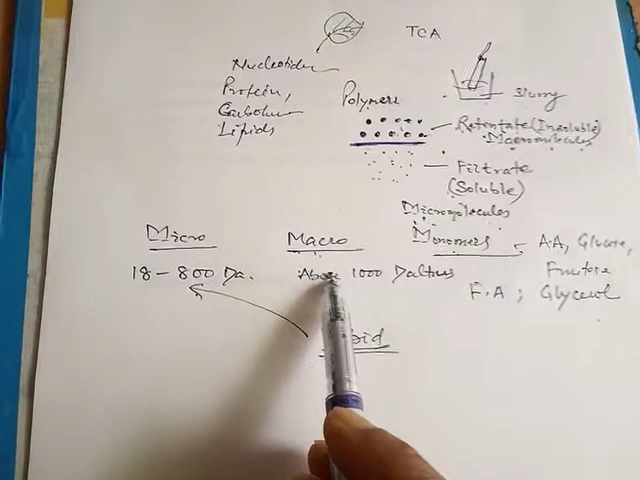 TCA
Nucleotides
Protein,
Lipids
Polymers
Slurry
Retentate (Insoluble)
Macromolecules
Filtrate
(Soluble)
Micromolecules
Monomers
AA, Glucose,
Fructose
F.A ; Glycerol
Micro
18 - 800 Da.
Macro
Above 1000 Daltons